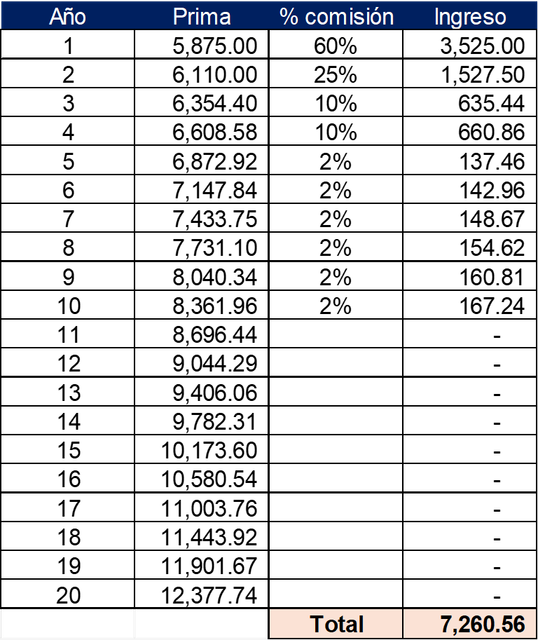 Año Prima % comisión Ingreso
1 5,875.00 60% 3,525.00
2 6,110.00 25% 1,527.50
3 6,354.40 10% 635.44
4 6,608.58 10% 660.86
5 6,872.92 2% 137.46
6 7,147.84 2% 142.96
7 7,433.75 2% 148.67
8 7,731.10 2% 154.62
9 8,040.34 2% 160.81
10 8,361.96 2% 167.24
11 8,696.44 -
12 9,044.29 -
13 9,406.06 -
14 9,782.31 -
15 10,173.60 -
16 10,580.54 -
17 11,003.76 -
18 11,443.92 -
19 11,901.67 -
20 12,377.74 -
Total 7,260.56